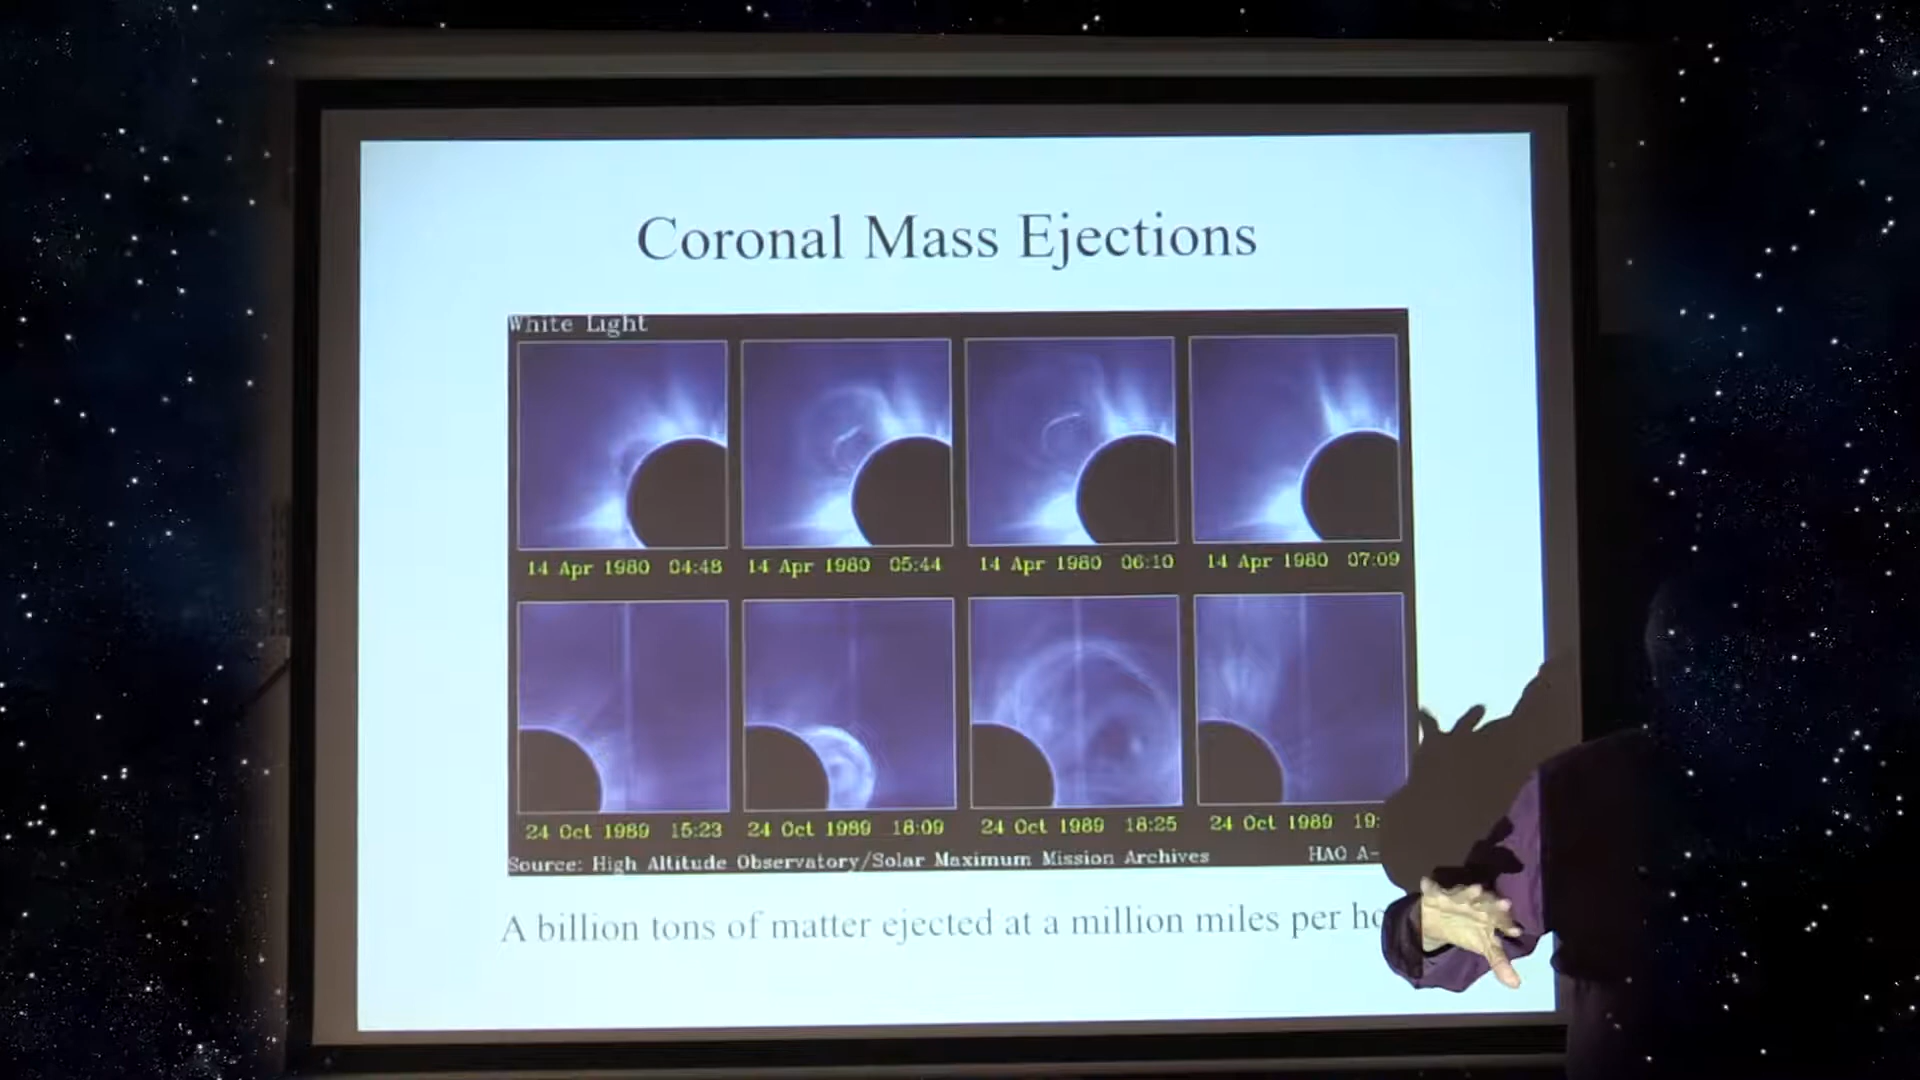 Coronal Mass Ejections
White Light
14 Apr 1980 04:48 14 Apr 1980 05:44 14 Apr 1980 06:10 14 Apr 1980 07:09
24 Oct 1989 15:23 24 Oct 1989 18:09 24 Oct 1989 18:25 24 Oct 1989 19:
Source: High Altitude Observatory/Solar Maximum Mission Archives HAO A-
A billion tons of matter ejected at a million miles per ho